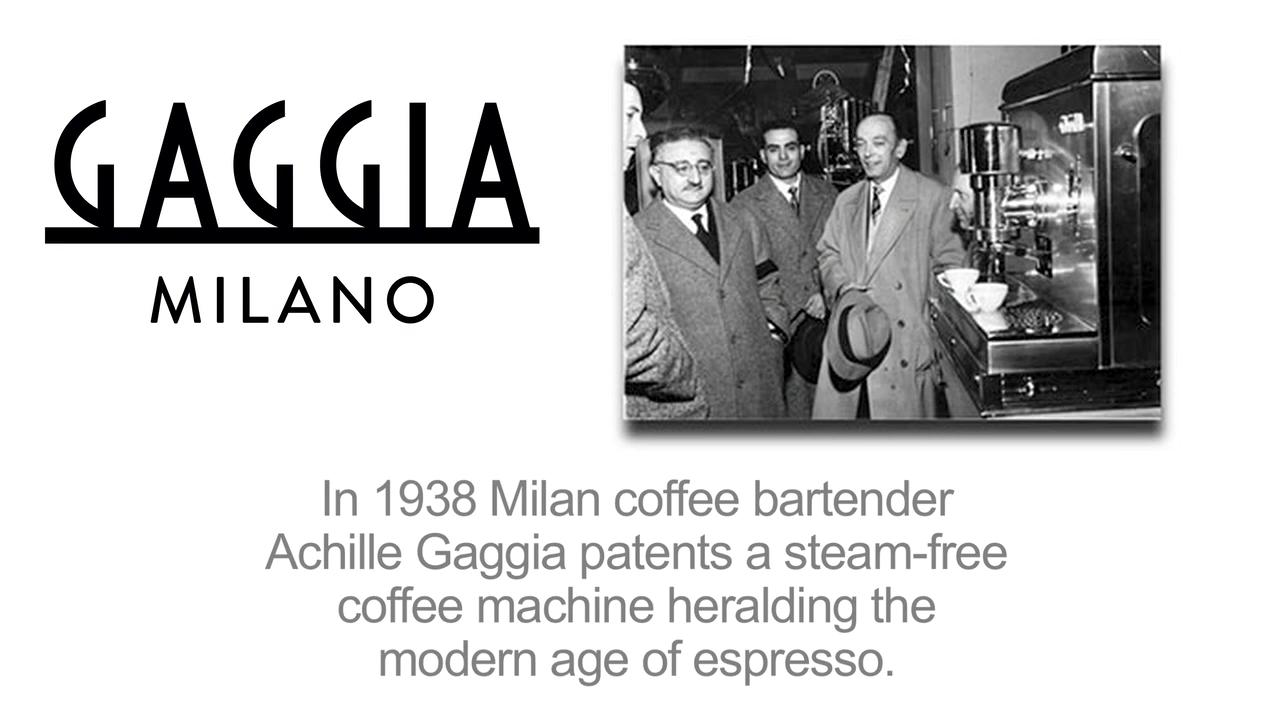 GAGGIA
MILANO
In 1938 Milan coffee bartender
Achille Gaggia patents a steam-free
coffee machine heralding the
modern age of espresso.